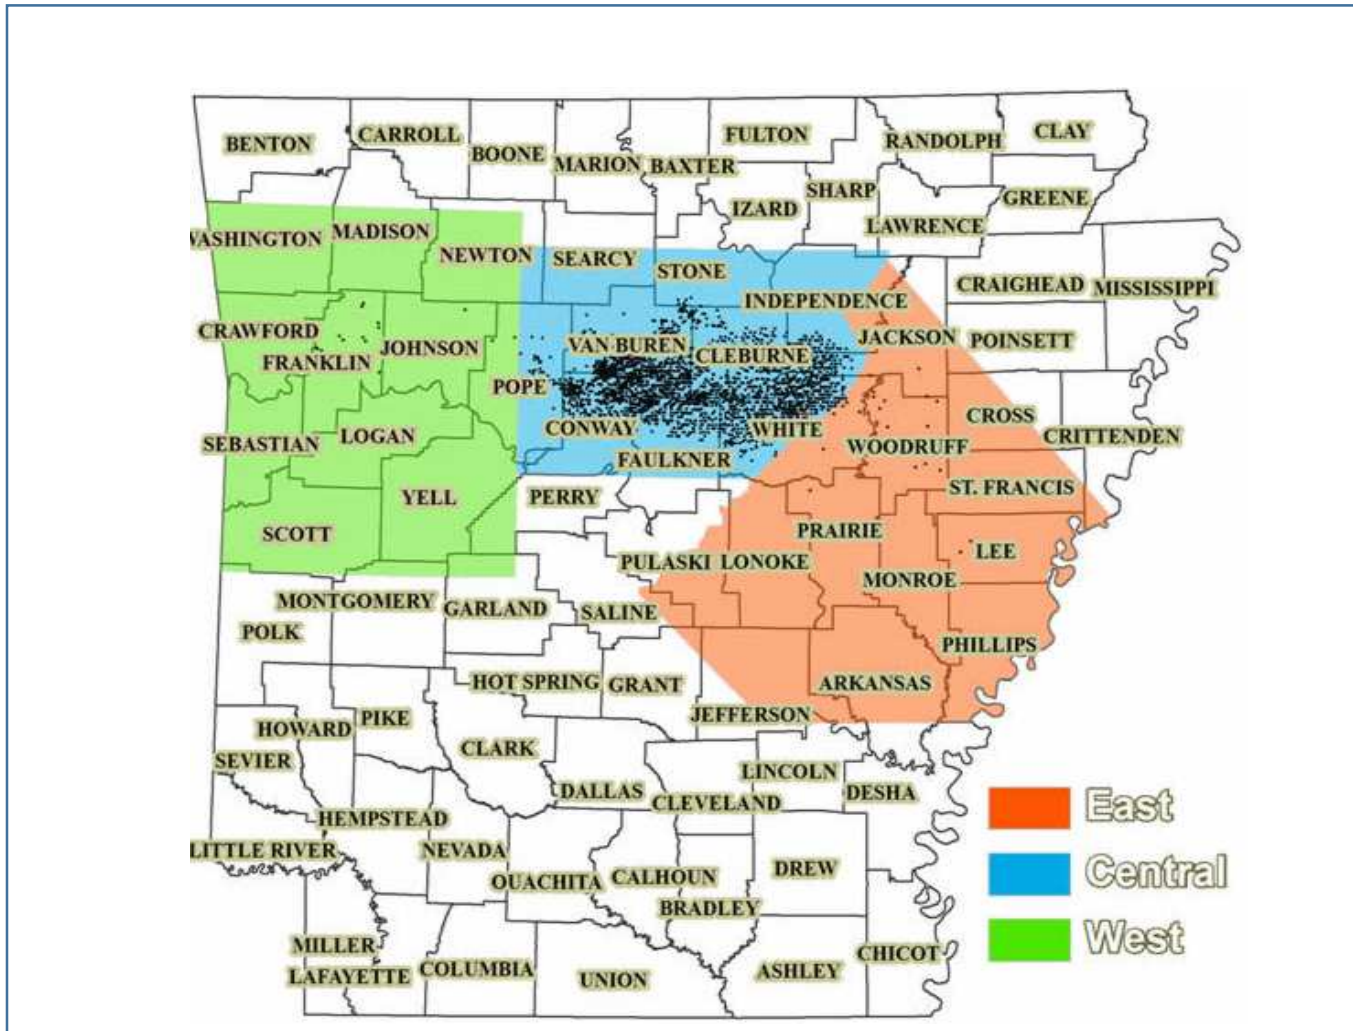 BENTON
CARROLL
BOONE
MARION
BAXTER
FULTON
RANDOLPH
CLAY
IZARD
SHARP
GREENE
LAWRENCE
WASHINGTON
MADISON
NEWTON
SEARCY
STONE
INDEPENDENCE
CRAIGHEAD
MISSISSIPPI
CRAWFORD
FRANKLIN
JOHNSON
VAN BUREN
CLEBURNE
JACKSON
POINSETT
POPE
CONWAY
WHITE
CROSS
CRITTENDEN
SEBASTIAN
LOGAN
FAULKNER
WOODRUFF
YELL
PERRY
ST. FRANCIS
SCOTT
PRAIRIE
PULASKI
LONOKE
LEE
MONROE
MONTGOMERY
GARLAND
SALINE
POLK
PHILLIPS
HOT SPRING
GRANT
ARKANSAS
JEFFERSON
HOWARD
PIKE
CLARK
SEVIER
DALLAS
LINCOLN
CLEVELAND
DESHA
East
HEMPSTEAD
LITTLE RIVER
NEVADA
OUACHITA
CALHOUN
DREW
Central
BRADLEY
MILLER
LAFAYETTE
COLUMBIA
UNION
ASHLEY
CHICOT
West